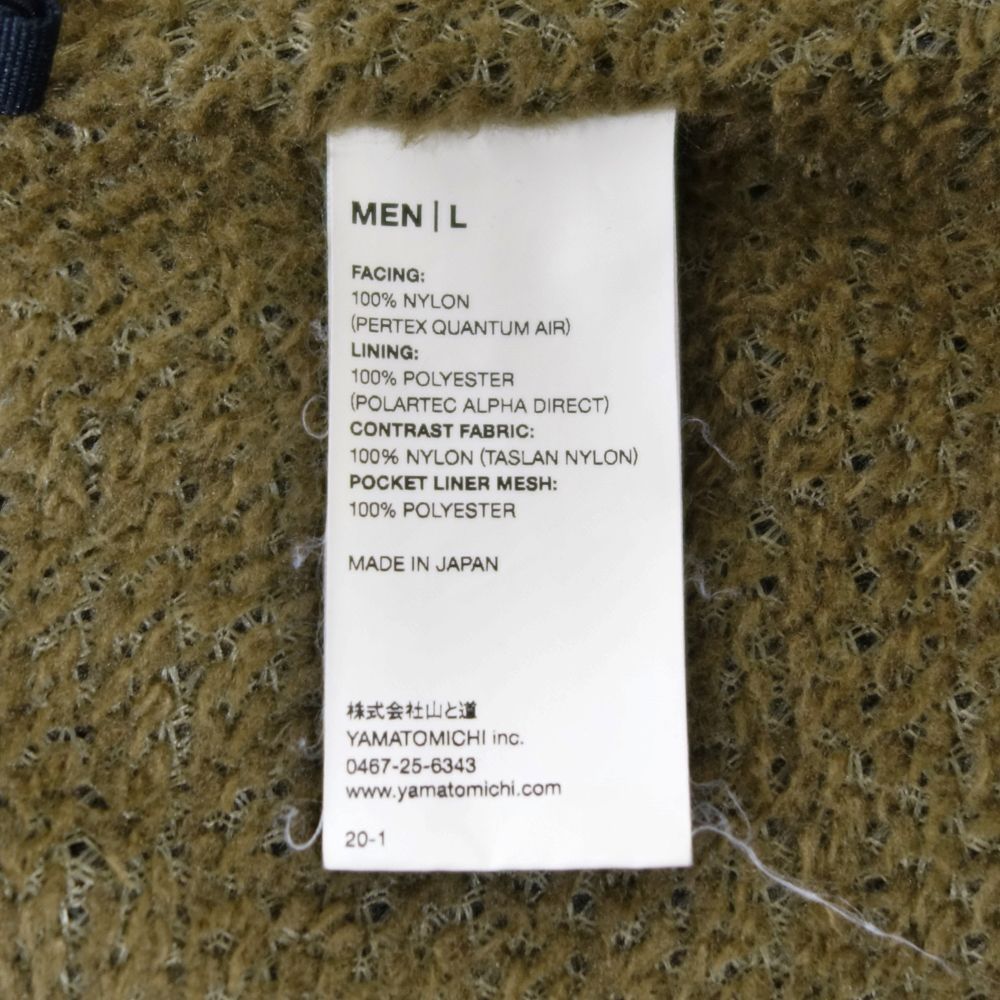 MEN | L
FACING:
100% NYLON
(PERTEX QUANTUM AIR)
LINING:
100% POLYESTER
(POLARTEC ALPHA DIRECT)
CONTRAST FABRIC:
100% NYLON (TASLAN NYLON)
POCKET LINER MESH:
100% POLYESTER
MADE IN JAPAN
株式会社山と道
YAMATOMICHI inc.
0467-25-6343
www.yamatomichi.com
20-1